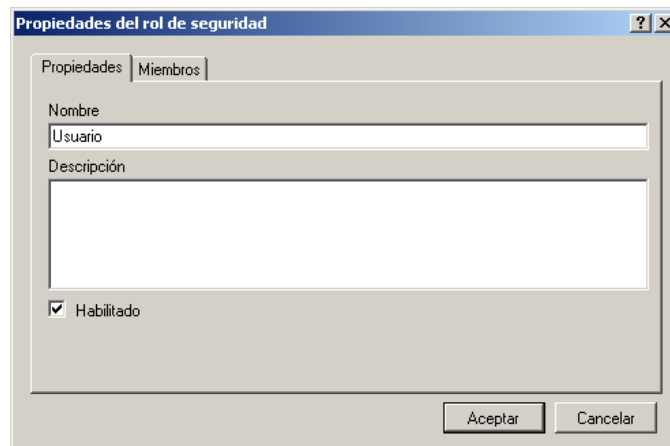 Propiedades del rol de seguridad
Propiedades Miembros
Nombre
Usuario
Descripción
Habilitado
Aceptar Cancelar